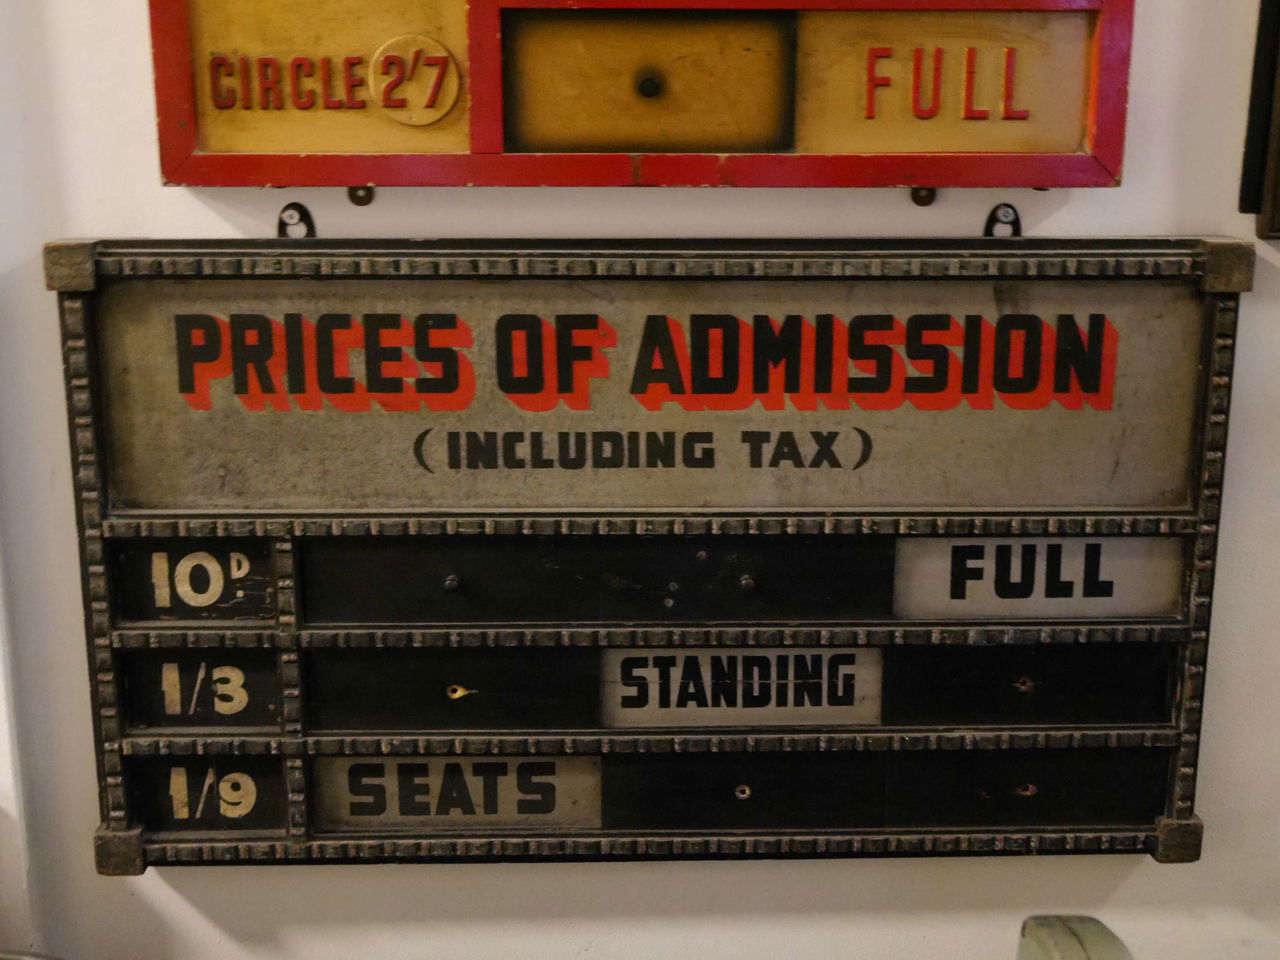 CIRCLE 2/7 FULL
PRICES OF ADMISSION
(INCLUDING TAX)
10D. FULL
1/3 STANDING
1/9 SEATS